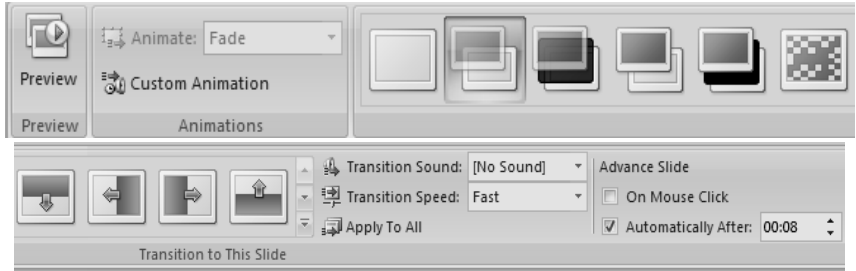 Preview
Animate: Fade
Custom Animation
Preview
Animations
Transition Sound: [No Sound]
Transition Speed: Fast
Apply To All
Transition to This Slide
Advance Slide
On Mouse Click
Automatically After: 00:08